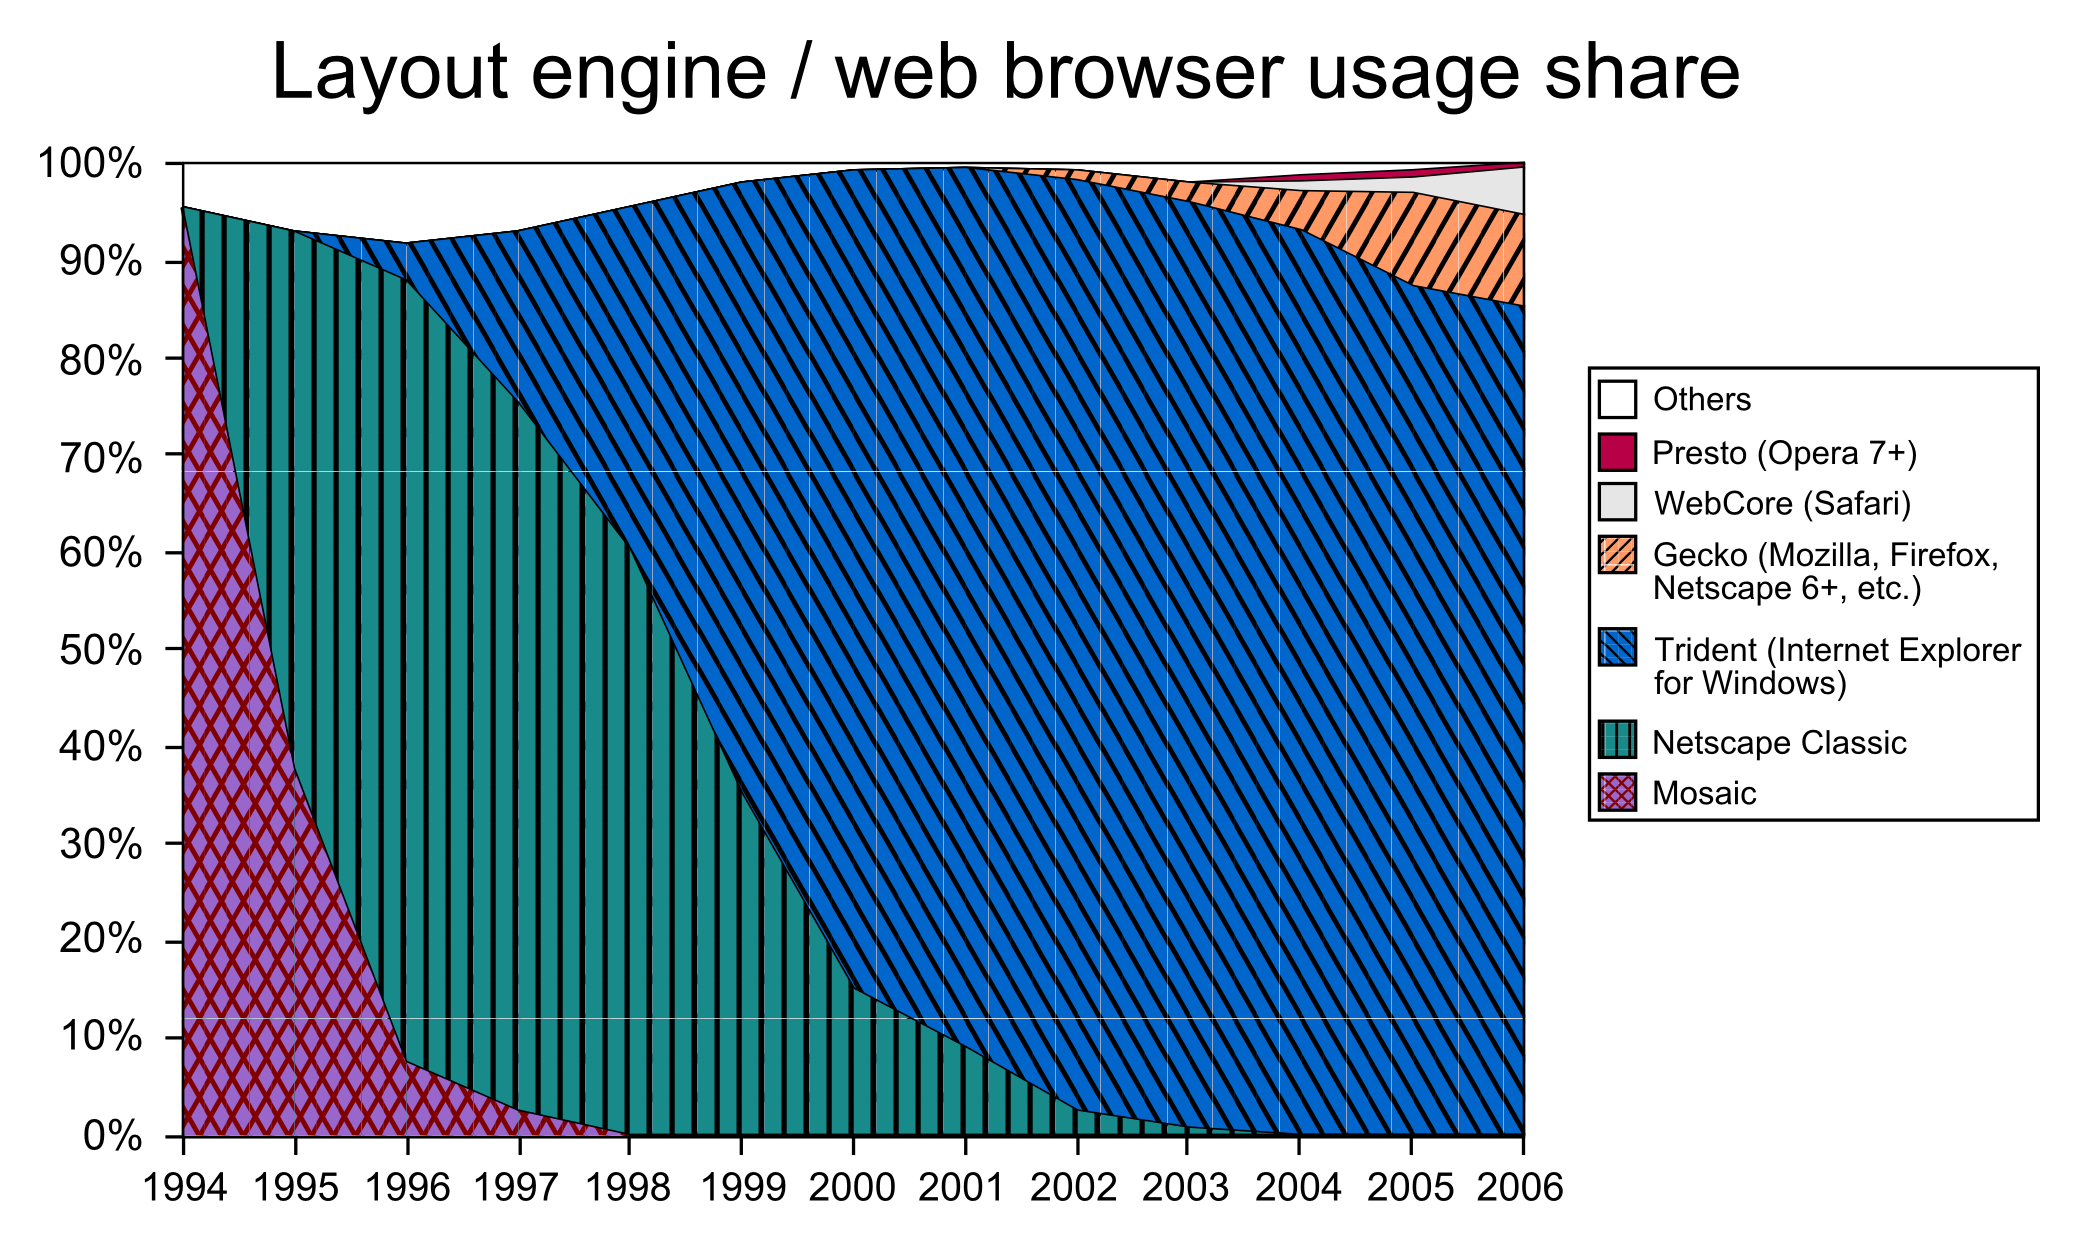 Layout engine / web browser usage share
100%
90%
80%
70%
60%
50%
40%
30%
20%
10%
0%
1994 1995 1996 1997 1998 1999 2000 2001 2002 2003 2004 2005 2006
Others
Presto (Opera 7+)
WebCore (Safari)
Gecko (Mozilla, Firefox,
Netscape 6+, etc.)
Trident (Internet Explorer
for Windows)
Netscape Classic
Mosaic